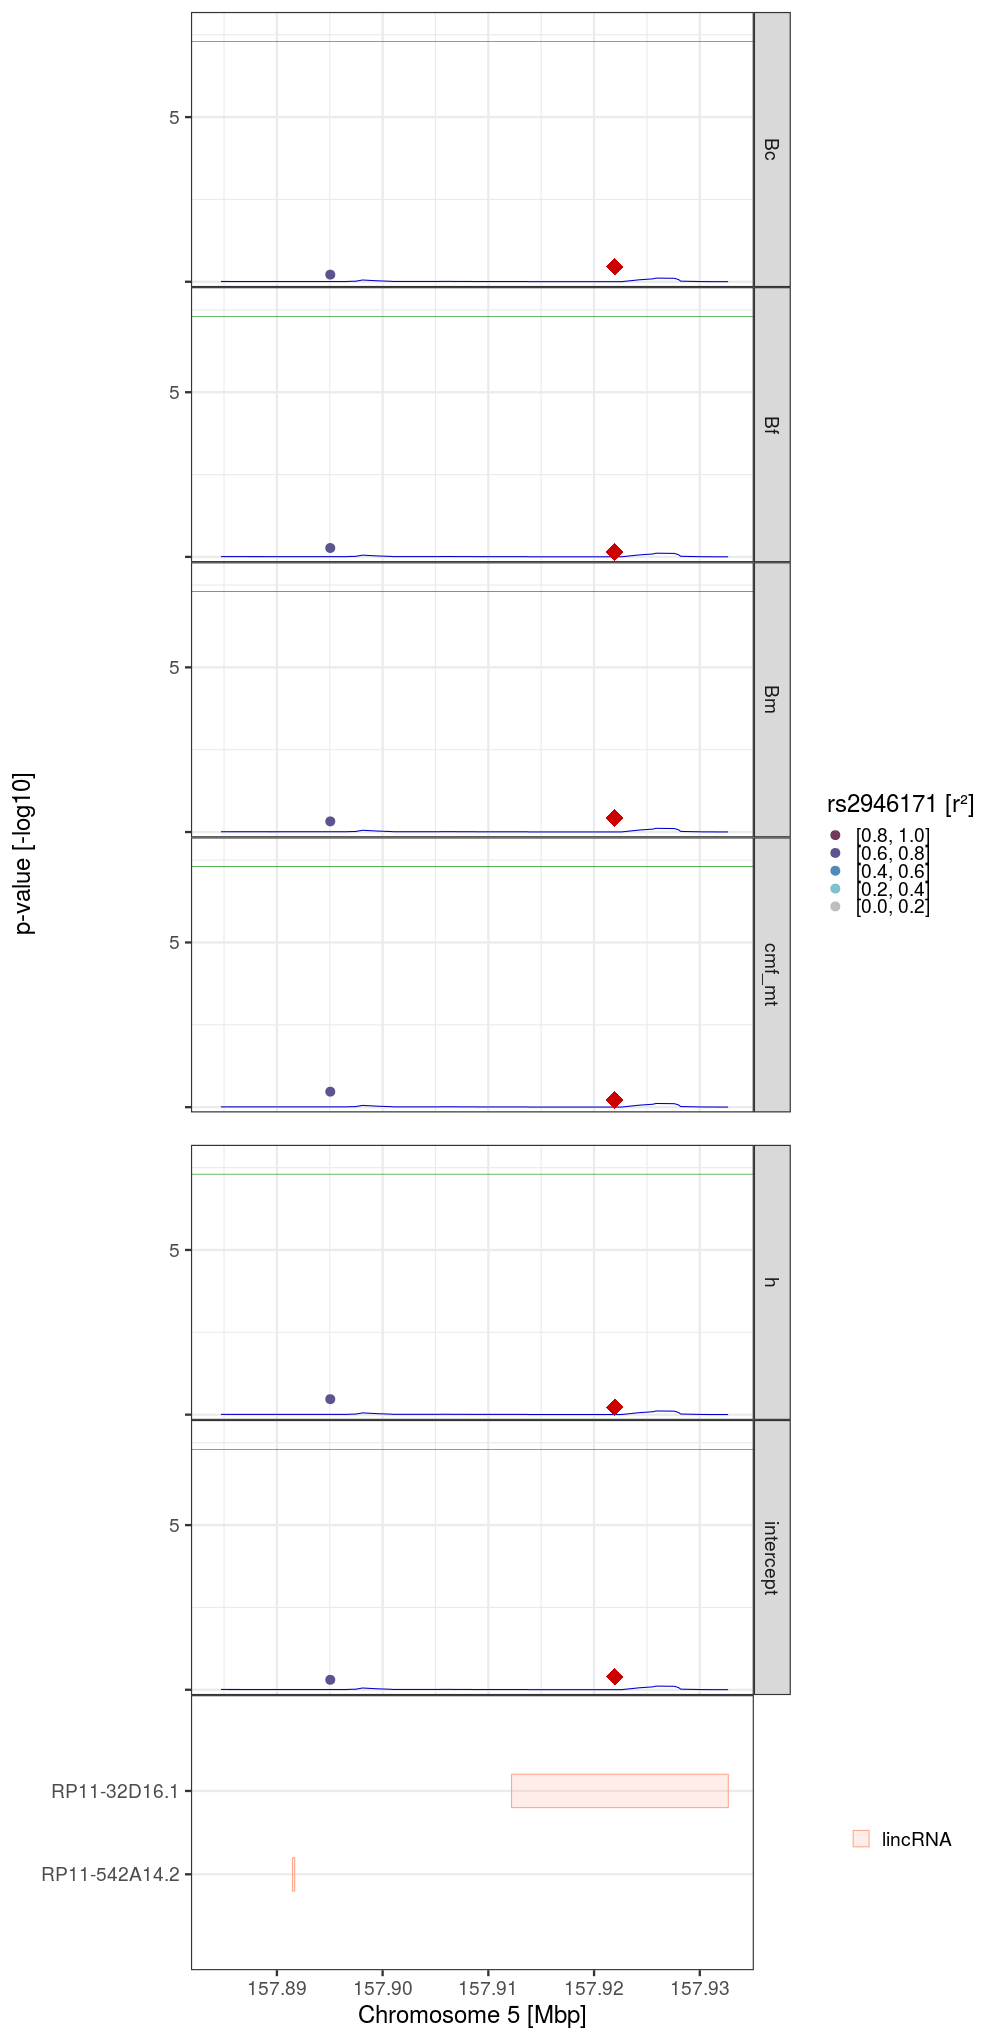 5
Bc
5
Bf
5
Bm
5
cmf_mt
5
h
5
intercept
p-value [-log10]
rs2946171 [r²]
[0.8, 1.0]
[0.6, 0.8]
[0.4, 0.6]
[0.2, 0.4]
[0.0, 0.2]
RP11-32D16.1
RP11-542A14.2
lincRNA
157.89 157.90 157.91 157.92 157.93
Chromosome 5 [Mbp]